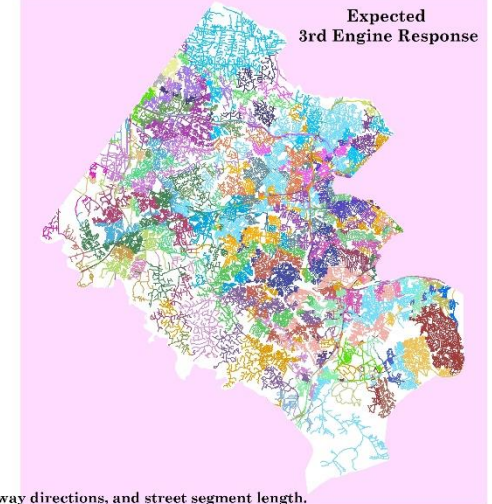 Expected
3rd Engine Response
way directions, and street segment length.